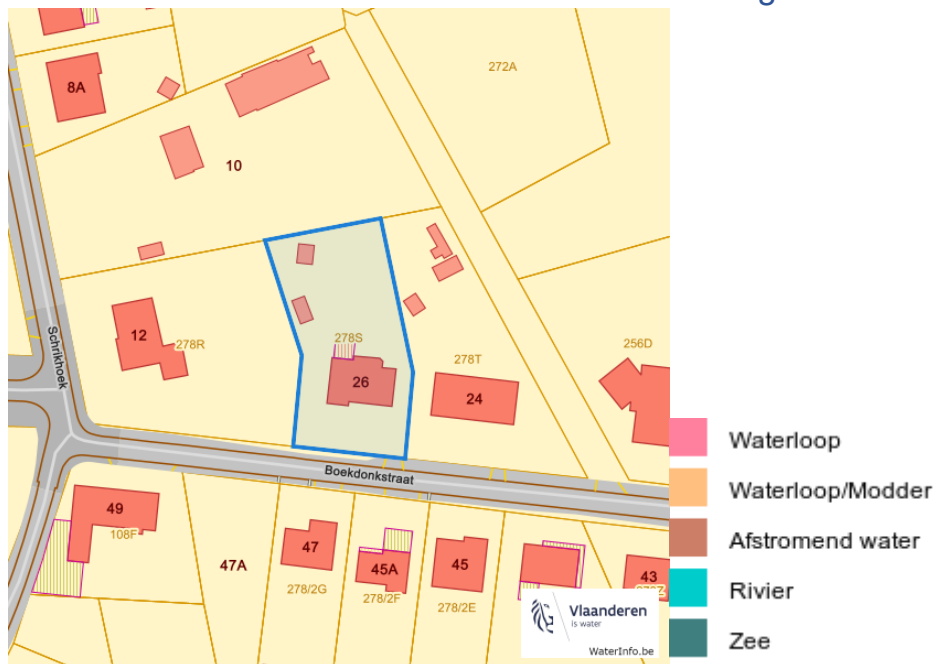 g
272A
8A
10
Schrikhoek
12
278R
278S
278T
256D
26
24
Boekdonkstraat
49
108F
47A
47
278/2G
45A
278/2F
45
278/2E
43
Vlaanderen
is water
WaterInfo.be
Waterloop
Waterloop/Modder
Afstromend water
Rivier
Zee